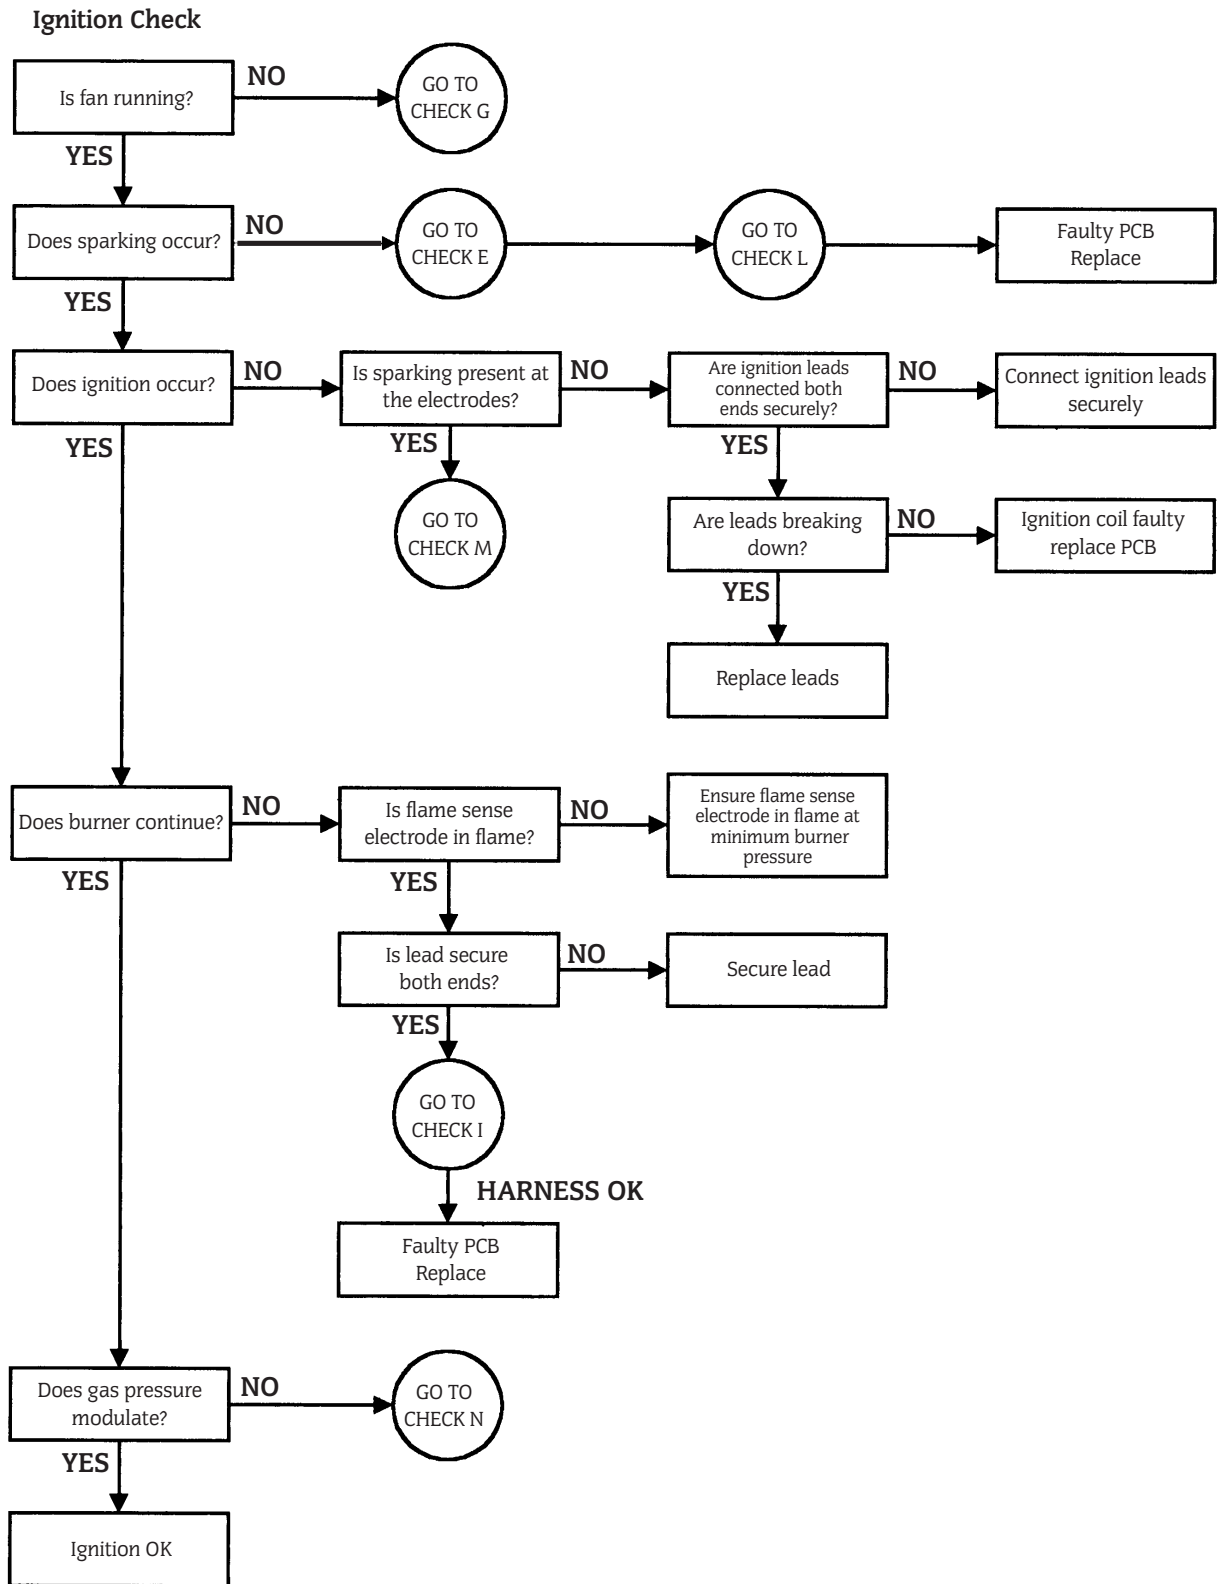 Ignition Check
Is fan running?
NO
GO TO
CHECK G
YES
Does sparking occur?
NO
GO TO
CHECK E
GO TO
CHECK L
Faulty PCB
Replace
YES
Does ignition occur?
NO
Is sparking present at
the electrodes?
NO
Are ignition leads
connected both
ends securely?
NO
Connect ignition leads
securely
YES
YES
GO TO
CHECK M
YES
Are leads breaking
down?
NO
Ignition coil faulty
replace PCB
YES
Replace leads
Does burner continue?
NO
Is flame sense
electrode in flame?
NO
Ensure flame sense
electrode in flame at
minimum burner
pressure
YES
YES
Is lead secure
both ends?
NO
Secure lead
YES
GO TO
CHECK I
HARNESS OK
Faulty PCB
Replace
Does gas pressure
modulate?
NO
GO TO
CHECK N
YES
Ignition OK